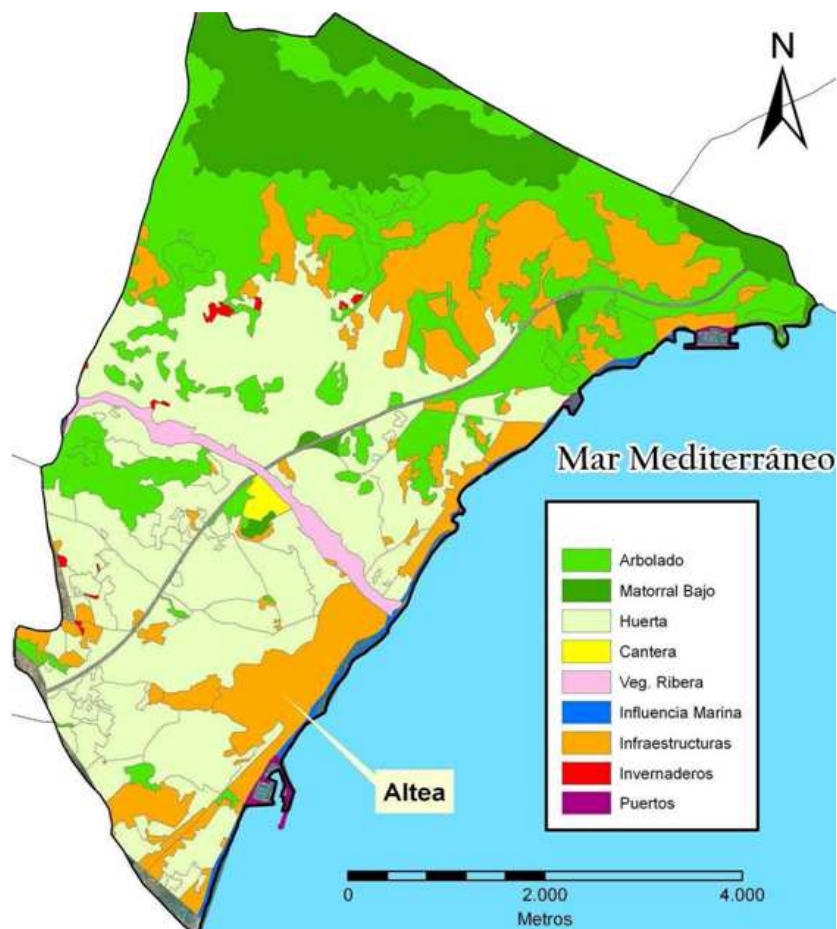 N
Mar Mediterráneo
Arbolado
Matorral Bajo
Huerta
Cantera
Veg. Ribera
Influencia Marina
Infraestructuras
Invernaderos
Puertos
Altea
0 2.000 4.000
Metros